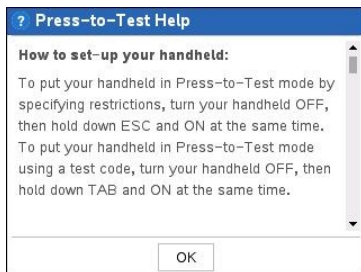 ? Press-to-Test Help
How to set-up your handheld:
To put your handheld in Press-to-Test mode by
specifying restrictions, turn your handheld OFF,
then hold down ESC and ON at the same time.
To put your handheld in Press-to-Test mode
using a test code, turn your handheld OFF, then
hold down TAB and ON at the same time.
OK